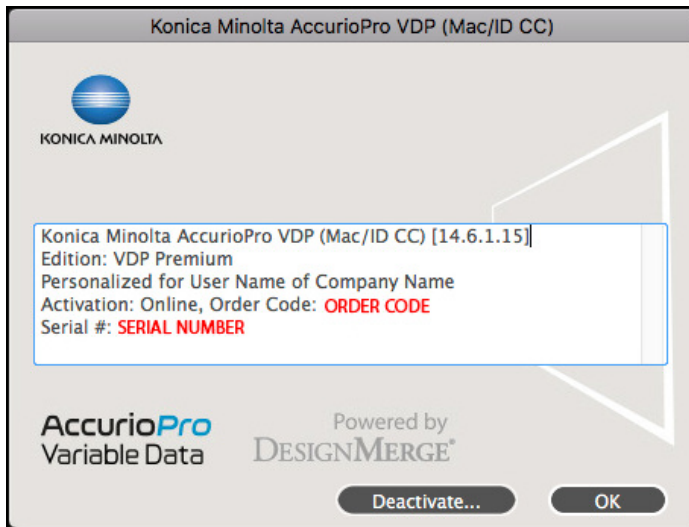 Konica Minolta AccurioPro VDP (Mac/ID CC)
KONICA MINOLTA
Konica Minolta AccurioPro VDP (Mac/ID CC) [14.6.1.15]
Edition: VDP Premium
Personalized for User Name of Company Name
Activation: Online, Order Code: ORDER CODE
Serial #: SERIAL NUMBER
AccurioPro
Variable Data
Powered by
DESIGNMERGE®
Deactivate...
OK